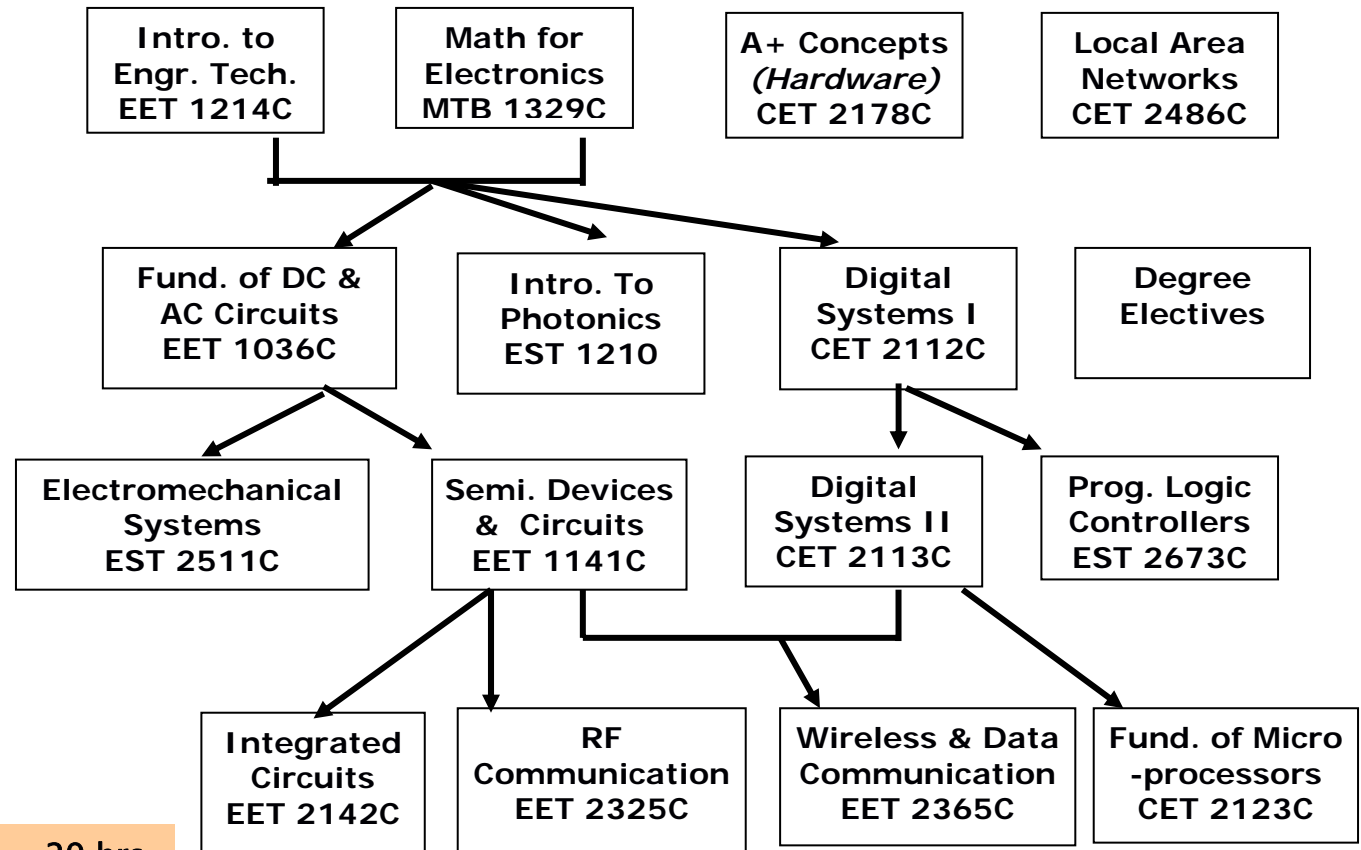 Intro. to
Engr. Tech.
EET 1214C
Math for
Electronics
MTB 1329C
A+ Concepts
(Hardware)
CET 2178C
Local Area
Networks
CET 2486C
Fund. of DC &
AC Circuits
EET 1036C
Intro. To
Photonics
EST 1210
Digital
Systems I
CET 2112C
Degree
Electives
Electromechanical
Systems
EST 2511C
Semi. Devices
& Circuits
EET 1141C
Digital
Systems II
CET 2113C
Prog. Logic
Controllers
EST 2673C
Integrated
Circuits
EET 2142C
RF
Communication
EET 2325C
Wireless & Data
Communication
EET 2365C
Fund. of Micro
-processors
CET 2123C